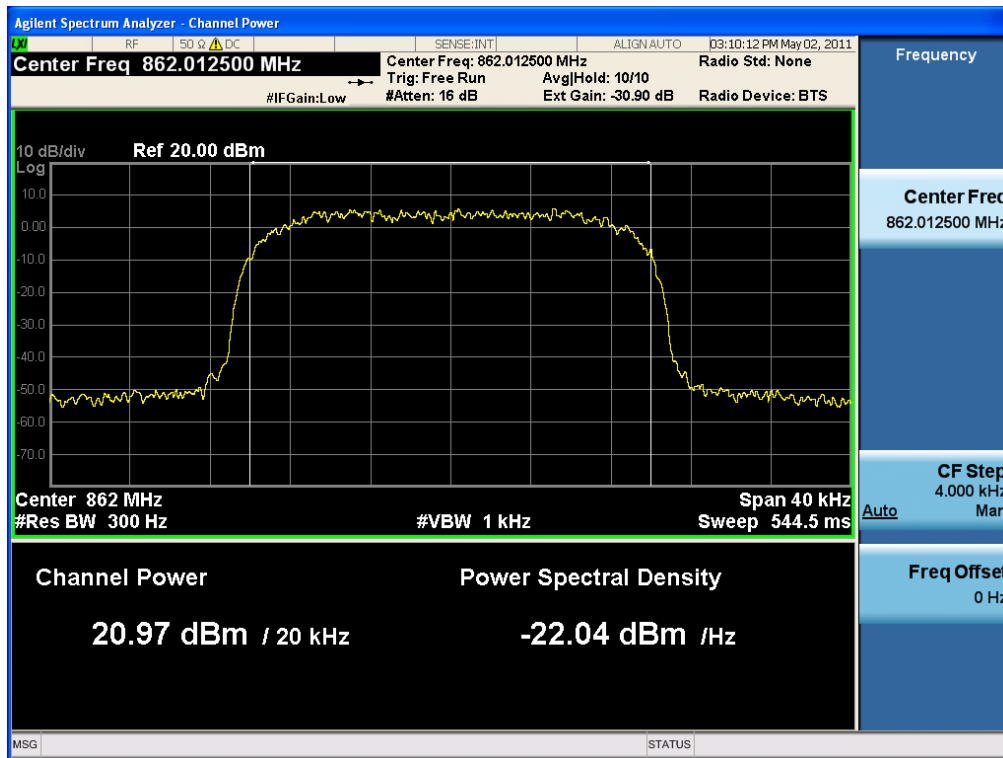 Agilent Spectrum Analyzer - Channel Power
LXI RF 50 Ω DC SENSE:INT ALIGN AUTO 03:10:12 PM May 02, 2011
Center Freq 862.012500 MHz
#IFGain:Low
Center Freq: 862.012500 MHz
Trig: Free Run Avg|Hold: 10/10
#Atten: 16 dB Ext Gain: -30.90 dB
Radio Std: None
Radio Device: BTS
10 dB/div Ref 20.00 dBm
Log
10.0
0.00
-10.0
-20.0
-30.0
-40.0
-50.0
-60.0
-70.0
Center 862 MHz Span 40 kHz
#Res BW 300 Hz #VBW 1 kHz Sweep 544.5 ms
Channel Power
20.97 dBm / 20 kHz
Power Spectral Density
-22.04 dBm /Hz
Frequency
Center Freq
862.012500 MHz
CF Step
4.000 kHz
Auto Man
Freq Offset
0 Hz
MSG STATUS